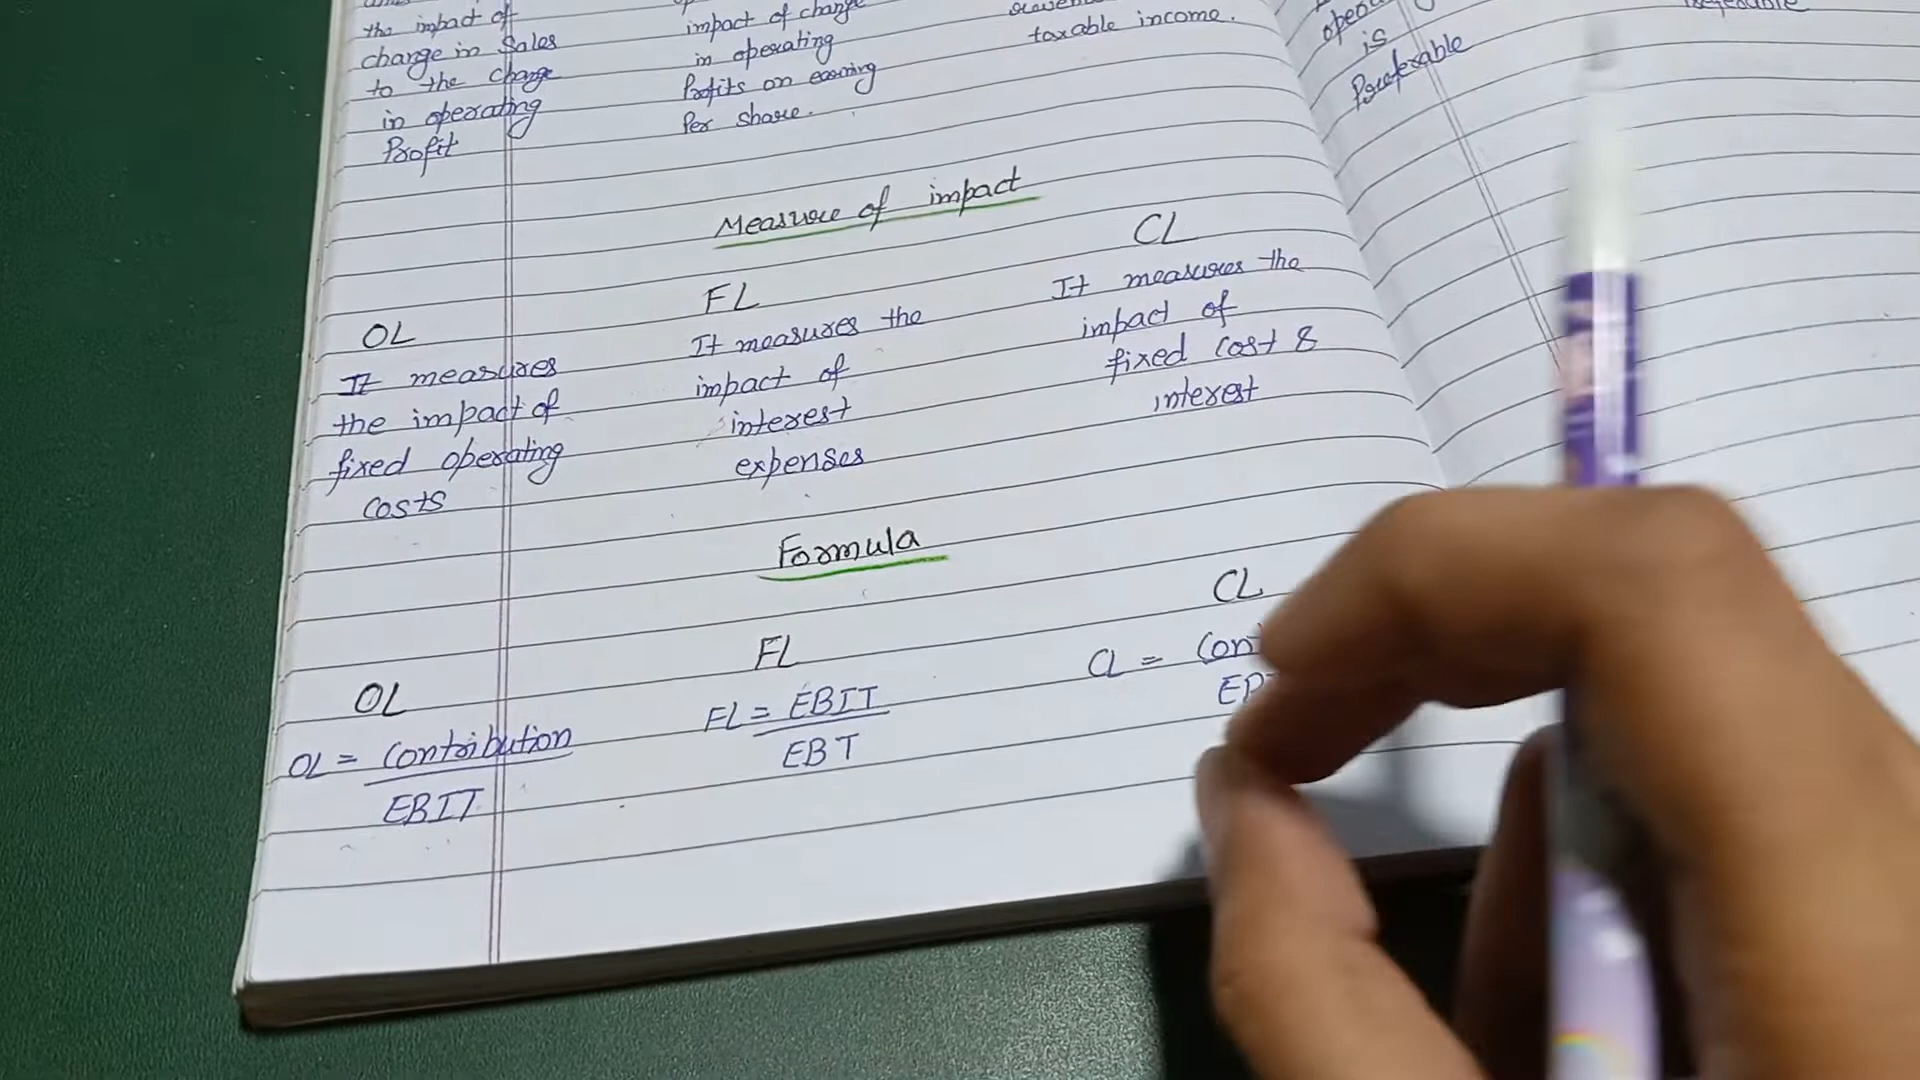 the impact of
change in Sales
to the change
in operating
Profit
impact of change
in operating
Profits on earning
Per share.
taxable income.
is
Preferable
Measure of impact
OL
It measures
the impact of
fixed operating
costs
FL
It measures the
impact of
interest
expenses
CL
It measures the
impact of
fixed cost &
interest
Formula
OL
OL = Contribution
EBIT
FL
FL = EBIT
EBT
CL
CL = Cont